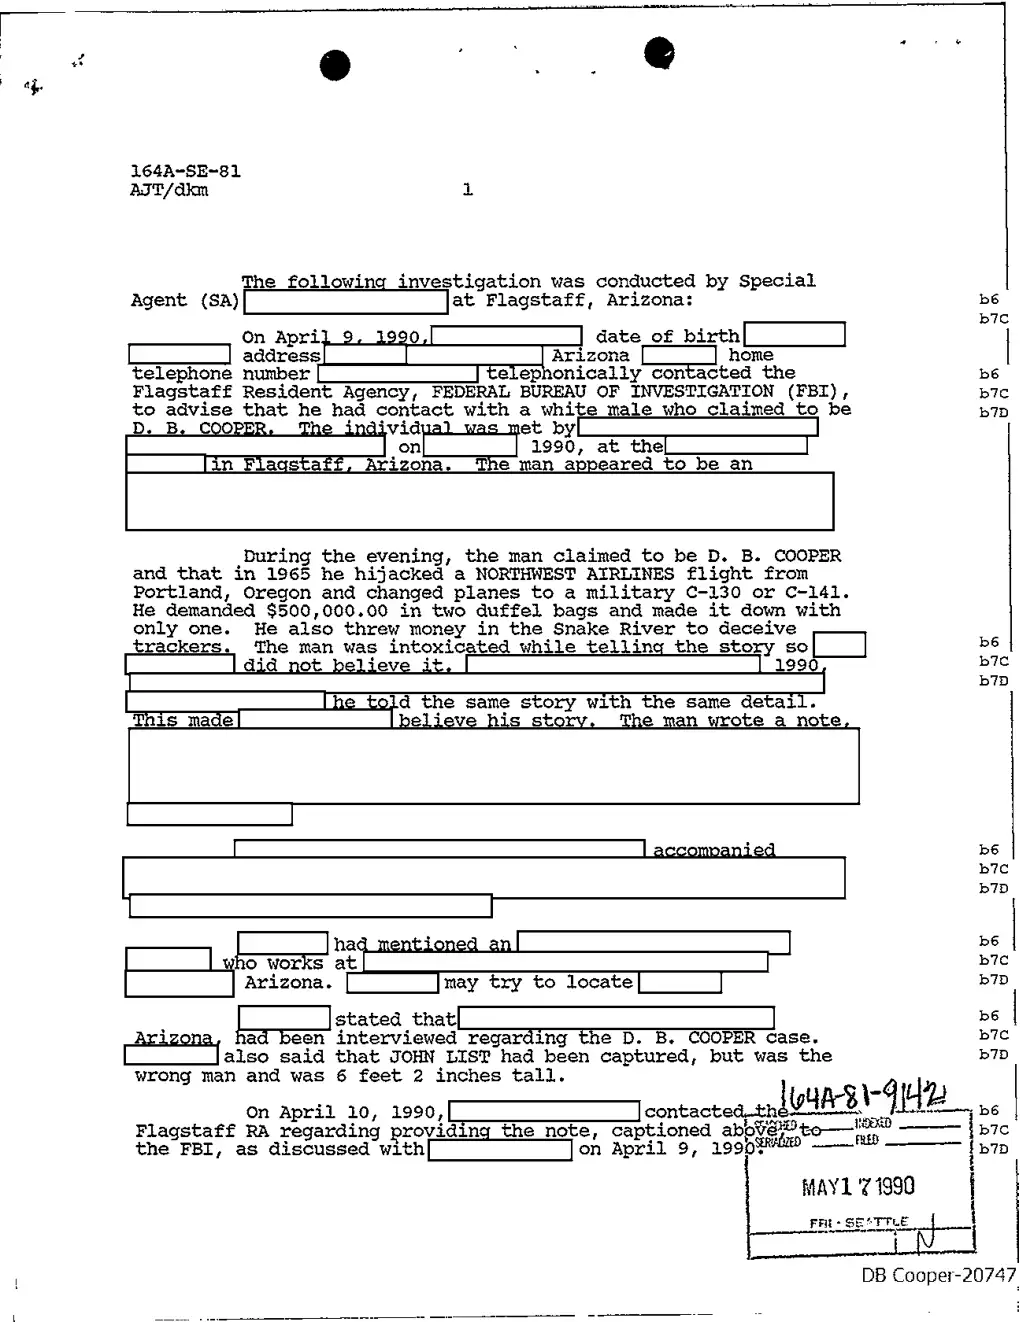 164A-SE-81
AJT/dkm 1
The following investigation was conducted by Special
Agent (SA) at Flagstaff, Arizona: b6
b7C
On April 9, 1990, date of birth
address Arizona home
telephone number telephonically contacted the b6
Flagstaff Resident Agency, FEDERAL BUREAU OF INVESTIGATION (FBI), b7C
to advise that he had contact with a white male who claimed to be b7D
D. B. COOPER. The individual was met by
on 1990, at the
in Flagstaff, Arizona. The man appeared to be an
During the evening, the man claimed to be D. B. COOPER
and that in 1965 he hijacked a NORTHWEST AIRLINES flight from
Portland, Oregon and changed planes to a military C-130 or C-141.
He demanded $500,000.00 in two duffel bags and made it down with
only one. He also threw money in the Snake River to deceive
trackers. The man was intoxicated while telling the story so b6
did not believe it. 1990, b7C
b7D
he told the same story with the same detail.
This made believe his story. The man wrote a note,
accompanied b6
b7C
b7D
had mentioned an b6
who works at b7C
Arizona. may try to locate b7D
stated that b6
Arizona, had been interviewed regarding the D. B. COOPER case. b7C
also said that JOHN LIST had been captured, but was the b7D
wrong man and was 6 feet 2 inches tall.
164A-81-9142
On April 10, 1990, contacted the b6
Flagstaff RA regarding providing the note, captioned above, to b7C
the FBI, as discussed with on April 9, 1990. b7D
INDEXED
SERIALIZED FILED
MAY 17 1990
FBI - SEATTLE
DB Cooper-20747